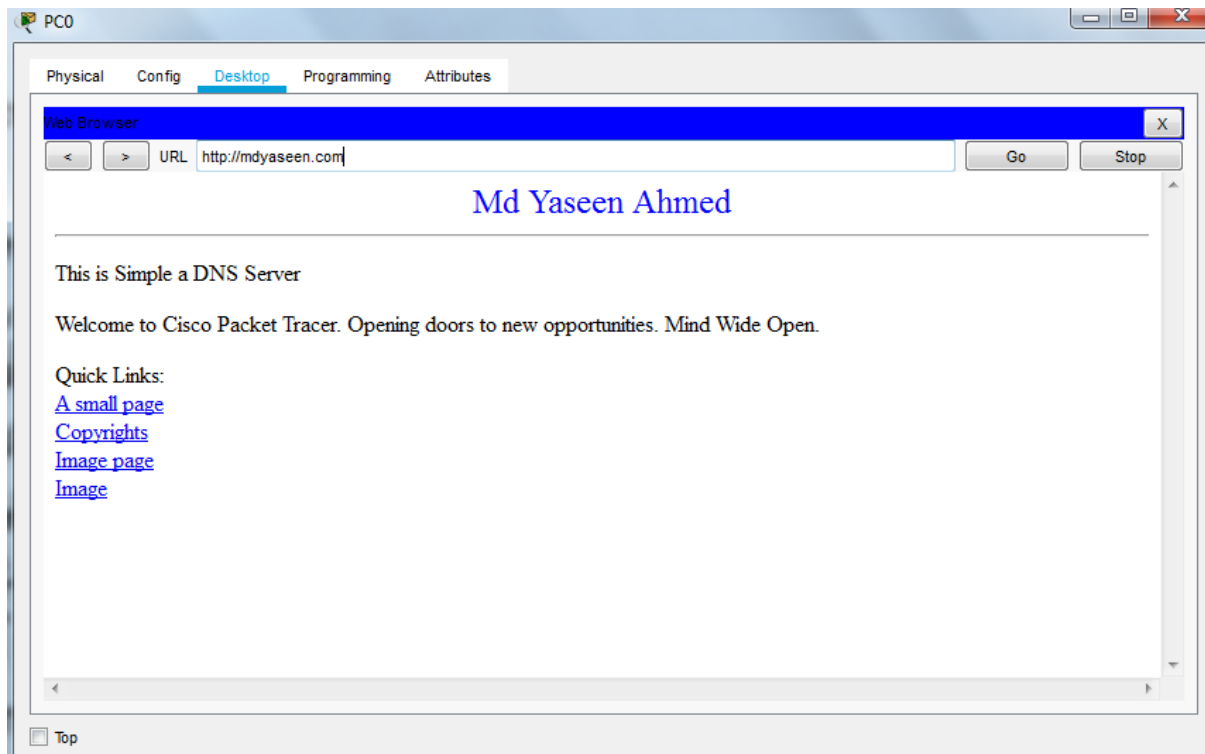 PC0
X
Physical Config Desktop Programming Attributes
Web Browser X
< > URL http://mdyaseen.com Go Stop
Md Yaseen Ahmed
This is Simple a DNS Server
Welcome to Cisco Packet Tracer. Opening doors to new opportunities. Mind Wide Open.
Quick Links:
A small page
Copyrights
Image page
Image
Top